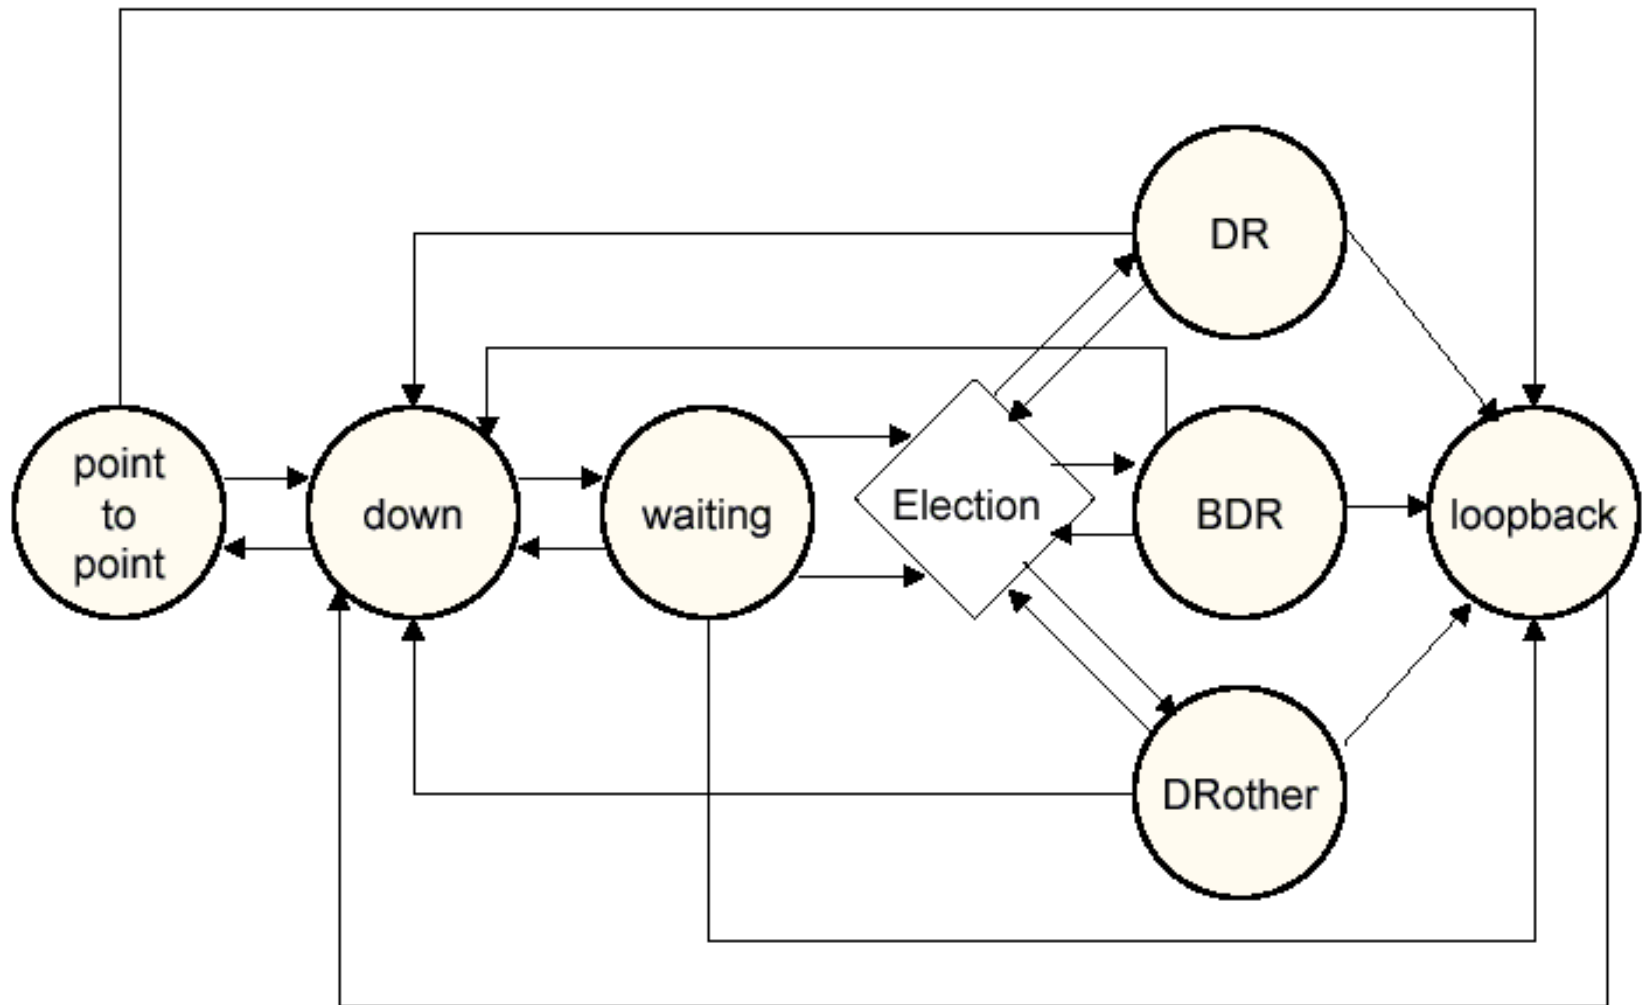 DR
point
to
point
down
waiting
Election
BDR
loopback
DRother